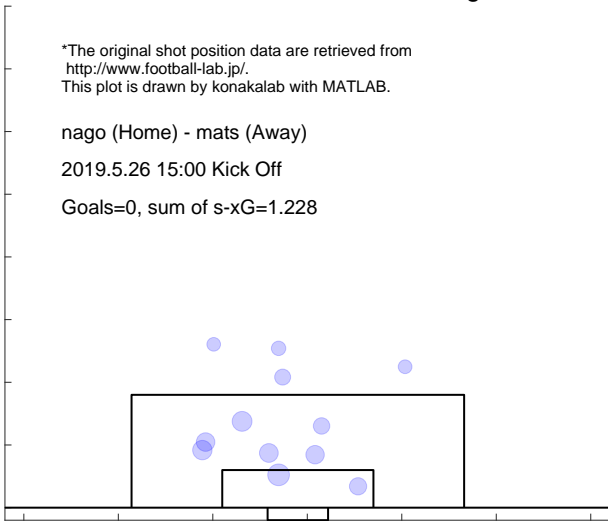 *The original shot position data are retrieved from
http://www.football-lab.jp/.
This plot is drawn by konakalab with MATLAB.
nago (Home) - mats (Away)
2019.5.26 15:00 Kick Off
Goals=0, sum of s-xG=1.228